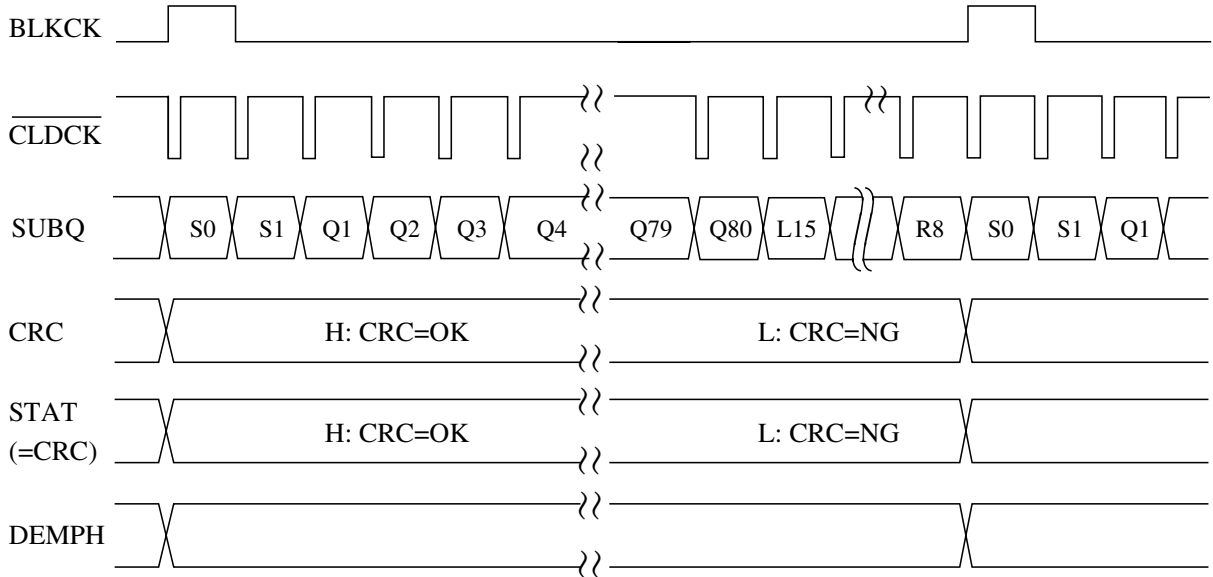 BLKCK
CLDCK
SUBQ S0 S1 Q1 Q2 Q3 Q4 Q79 Q80 L15 R8 S0 S1 Q1
CRC H: CRC=OK L: CRC=NG
STAT
(=CRC) H: CRC=OK L: CRC=NG
DEMPH